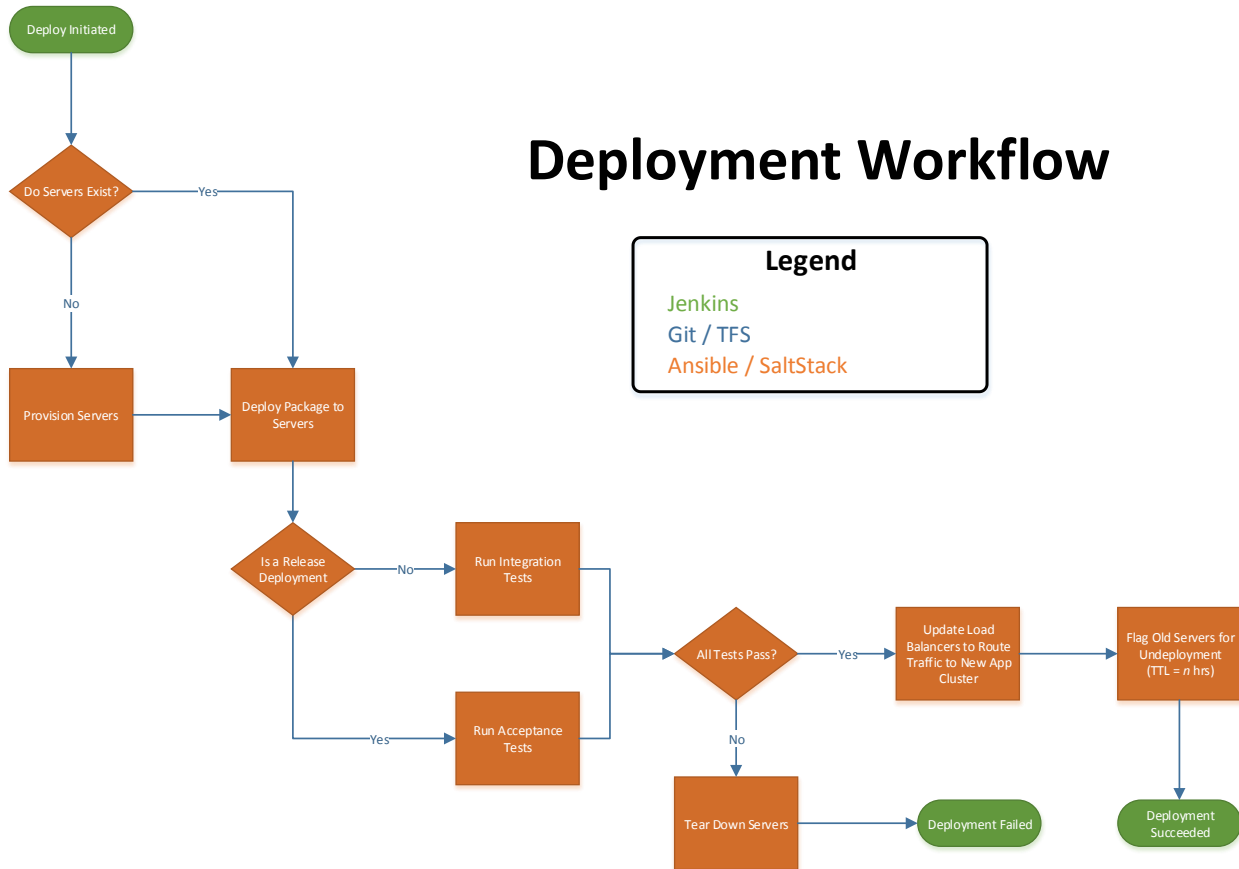 Deploy Initiated
Deployment Workflow
Do Servers Exist?
Yes
Legend
Jenkins
Git / TFS
Ansible / SaltStack
No
Provision Servers
Deploy Package to
Servers
Is a Release
Deployment
No
Run Integration
Tests
Yes
Run Acceptance
Tests
All Tests Pass?
Yes
Update Load
Balancers to Route
Traffic to New App
Cluster
Flag Old Servers for
Undeployment
(TTL = n hrs)
No
Tear Down Servers
Deployment Failed
Deployment
Succeeded